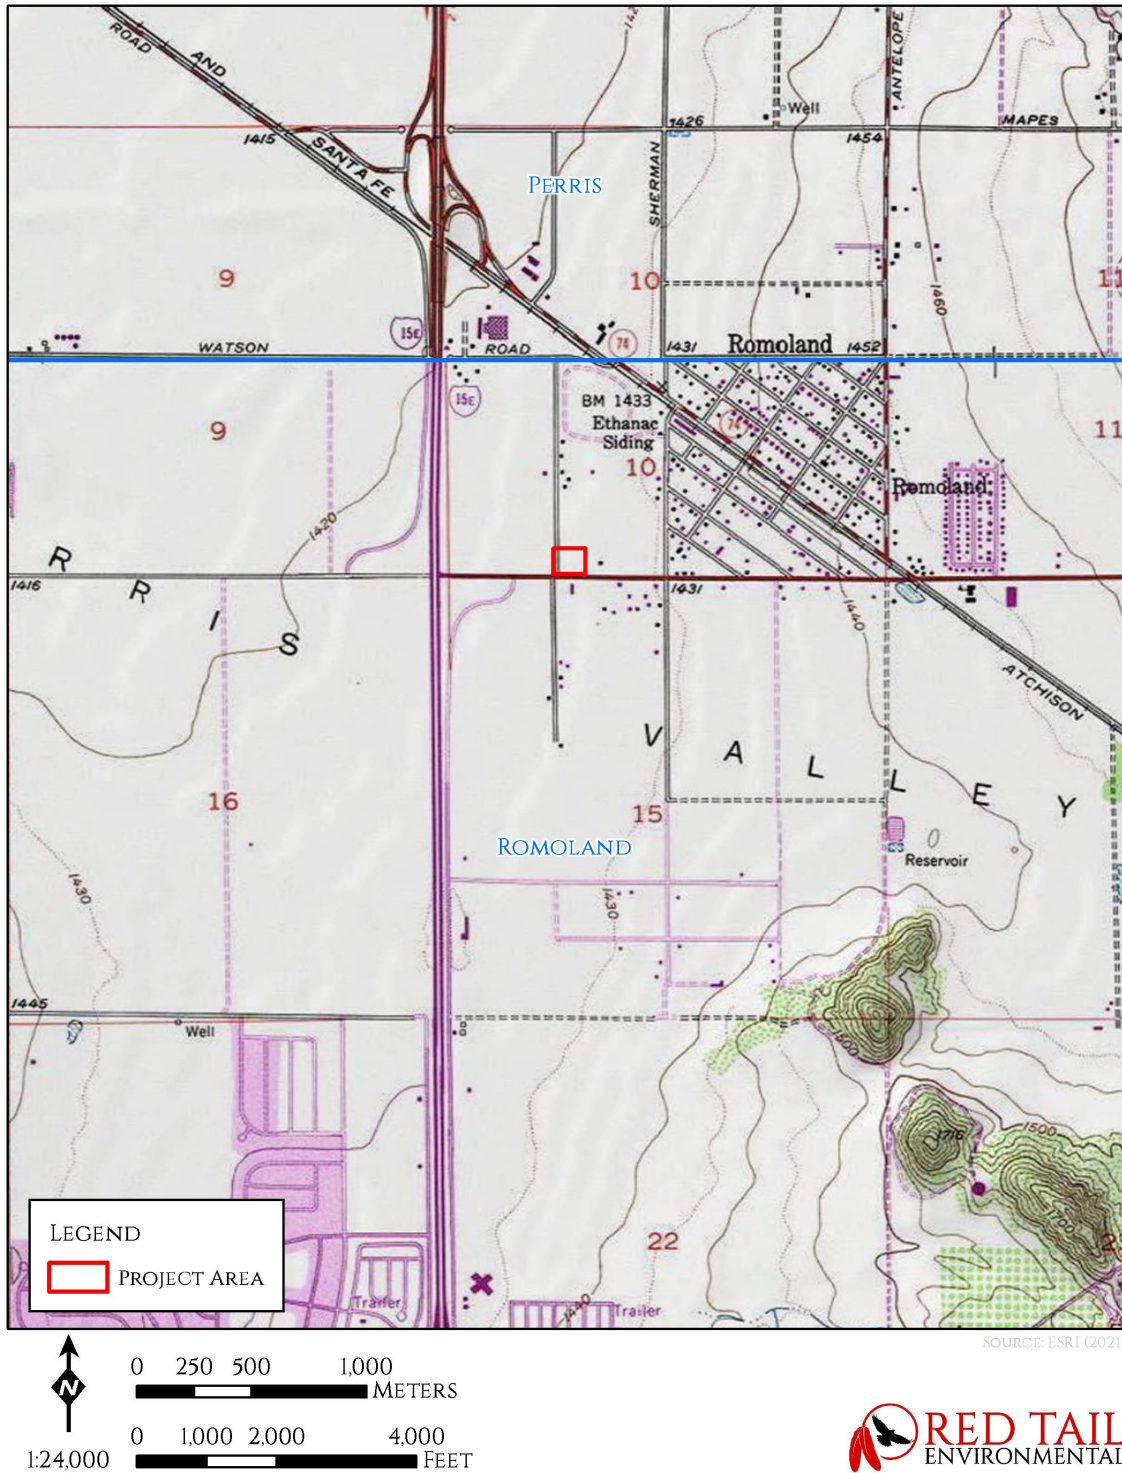 ROAD
AND
SANTA FE
1415
ANTELOPE
Well
1426
MAPES
1454
SHERMAN
PERRIS
9
10
11
1460
15E
74
WATSON
ROAD
1431
Romoland
1452
15E
BM 1433
Ethanac
Siding
74
9
10
11
Romoland
1420
R
R
I
S
1416
1431
1440
ATCHISON
V A L L E Y
16
15
ROMOLAND
Reservoir
1430
1430
1445
Well
1500
1716
1500
1700
22
1440
Trailer
Trailer
LEGEND
PROJECT AREA
SOURCE: ESRI (2021
N
1:24,000
0 250 500 1,000
METERS
0 1,000 2,000 4,000
FEET
RED TAIL
ENVIRONMENTAL